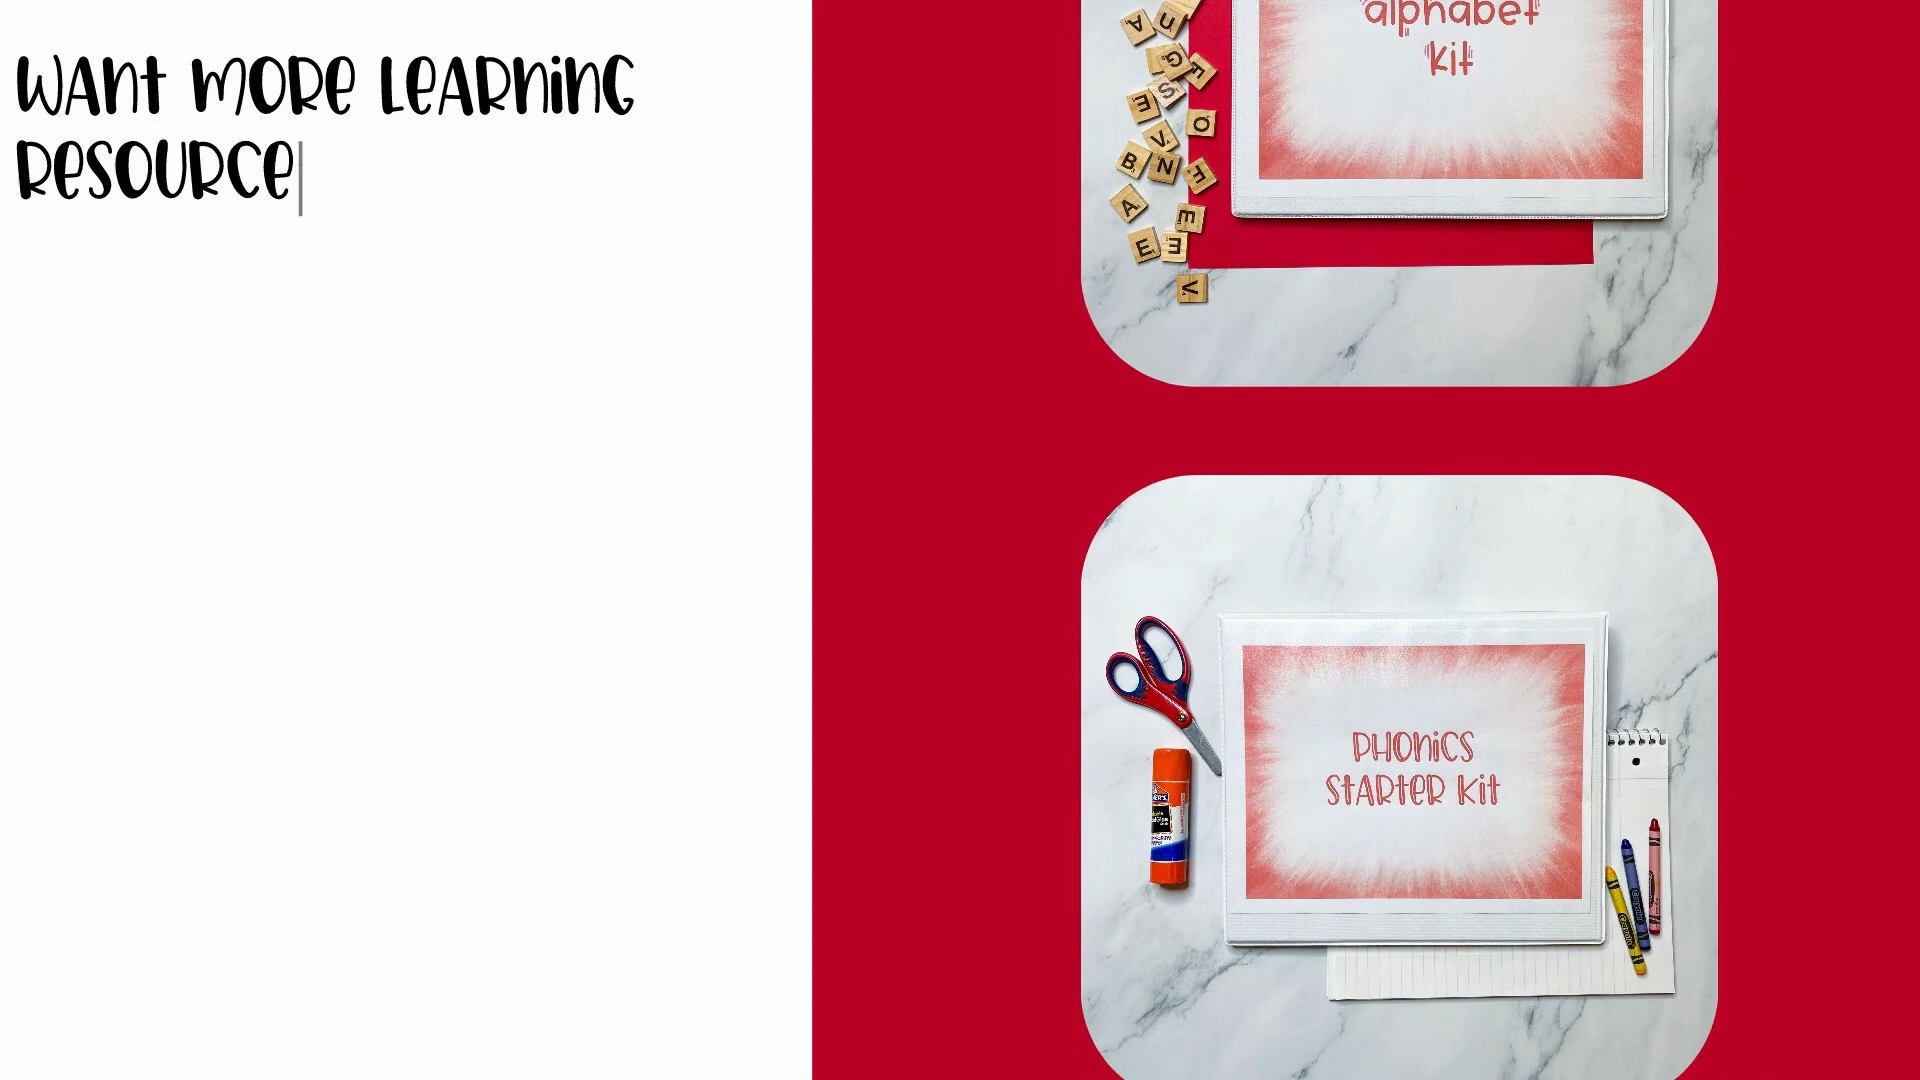 WAnt mORe LeARninG
ResOURCe
alphabet
kit
A
U
G
F
S
E
V
O
B
N
F
A
E
E
E
V
PHOniCS
StARteR Kit